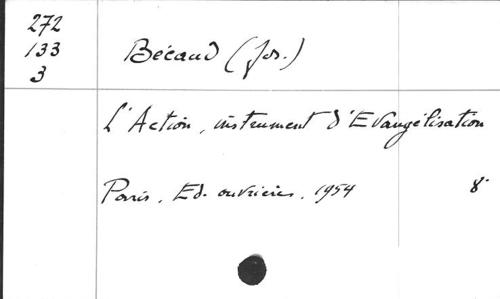 272
133
3
Bécaud (Jos.)
L'Action, instrument d'Evangélisation
Paris, Ed. ouvrières, 1954 8°